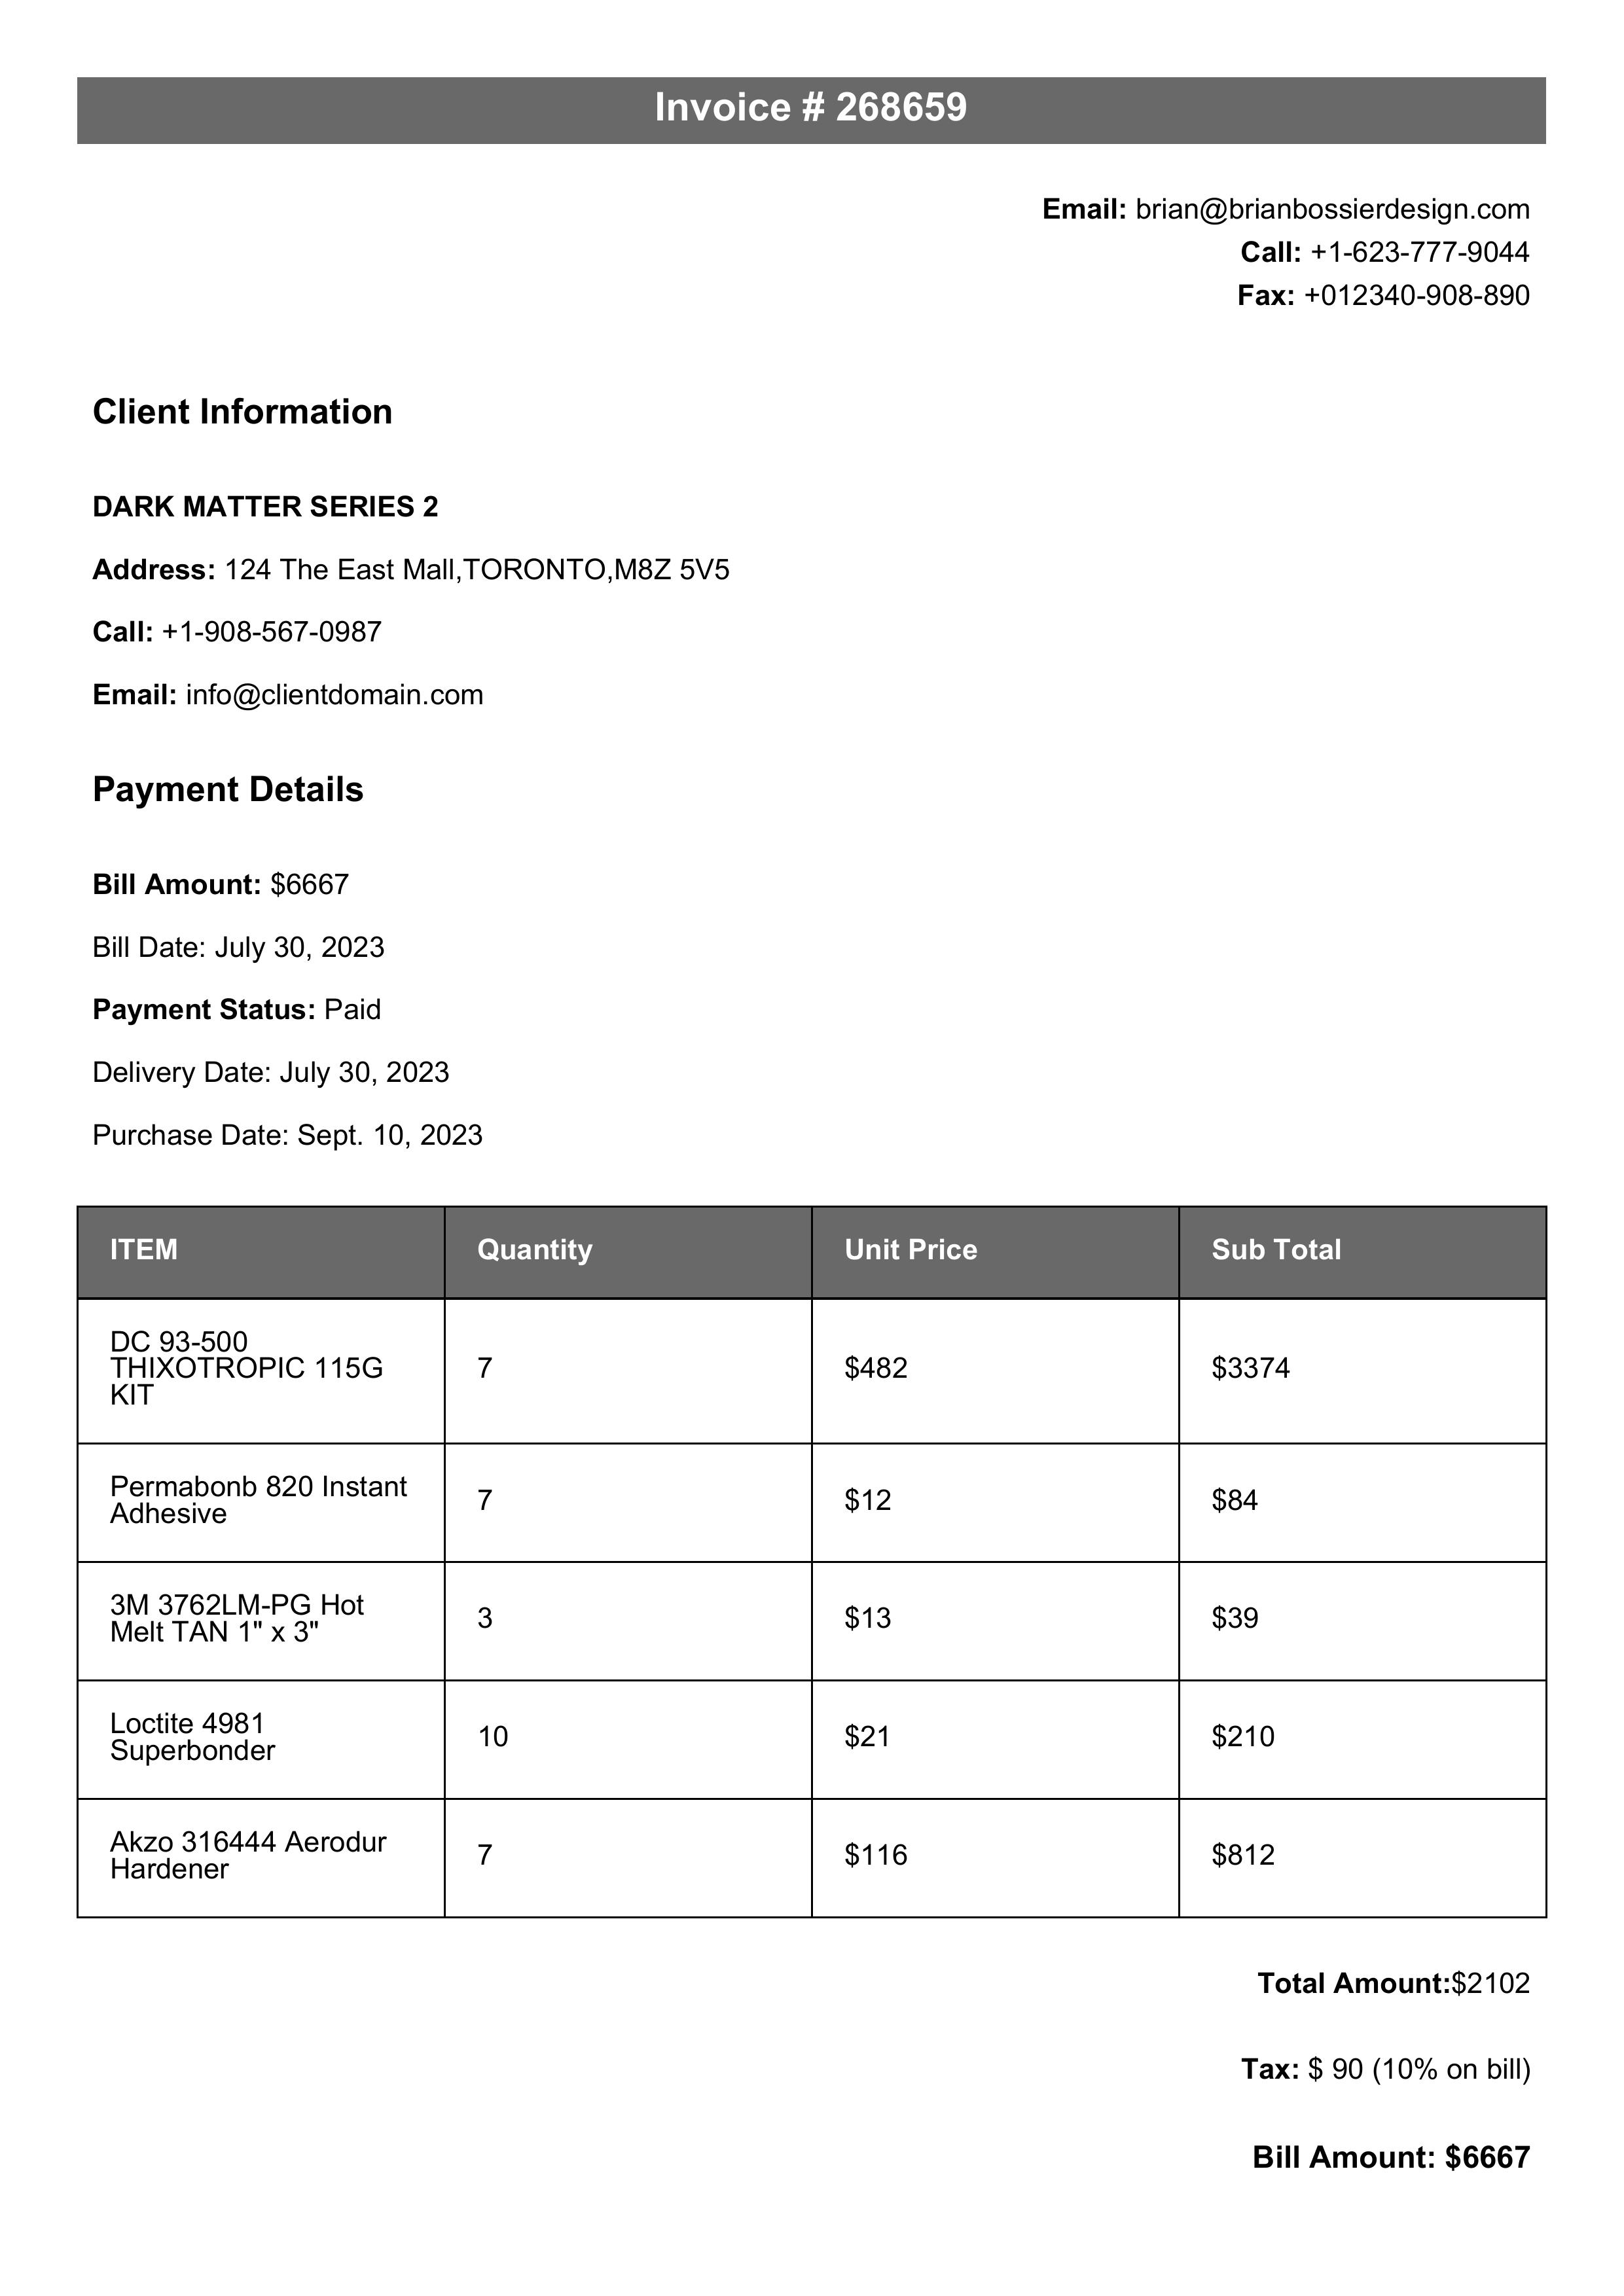 Invoice # 268659
Email: brian@brianbossierdesign.com
Call: +1-623-777-9044
Fax: +012340-908-890
Client Information
DARK MATTER SERIES 2
Address: 124 The East Mall,TORONTO,M8Z 5V5
Call: +1-908-567-0987
Email: info@clientdomain.com
Payment Details
Bill Amount: $6667
Bill Date: July 30, 2023
Payment Status: Paid
Delivery Date: July 30, 2023
Purchase Date: Sept. 10, 2023
ITEM Quantity Unit Price Sub Total
DC 93-500
THIXOTROPIC 115G
KIT
7 $482 $3374
Permabonb 820 Instant
Adhesive
7 $12 $84
3M 3762LM-PG Hot
Melt TAN 1" x 3"
3 $13 $39
Loctite 4981
Superbonder
10 $21 $210
Akzo 316444 Aerodur
Hardener
7 $116 $812
Total Amount:$2102
Tax: $ 90 (10% on bill)
Bill Amount: $6667